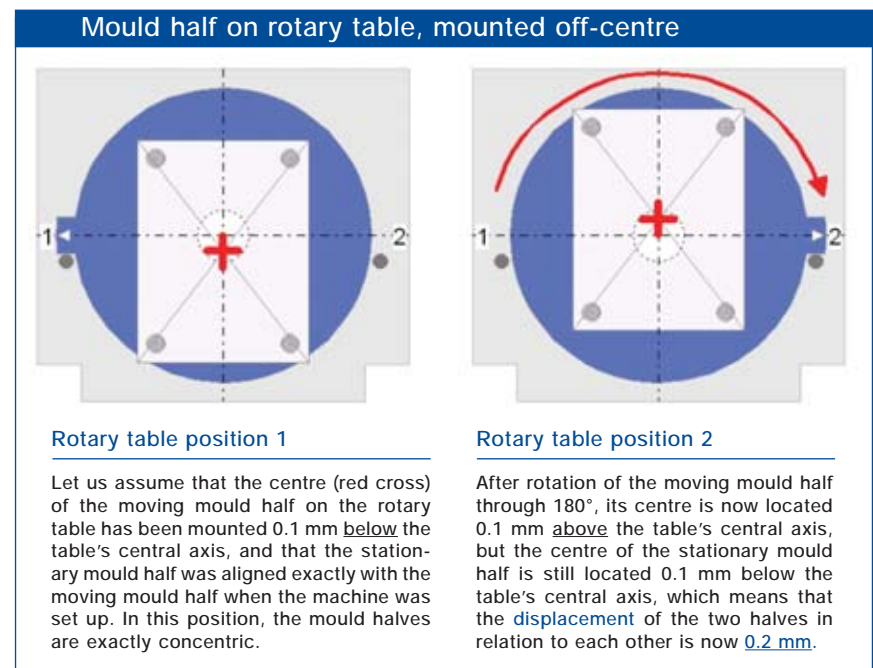 Mould half on rotary table, mounted off-centre
1
2
1
2
Rotary table position 1
Let us assume that the centre (red cross)
of the moving mould half on the rotary
table has been mounted 0.1 mm below the
table's central axis, and that the station-
ary mould half was aligned exactly with the
moving mould half when the machine was
set up. In this position, the mould halves
are exactly concentric.
Rotary table position 2
After rotation of the moving mould half
through 180°, its centre is now located
0.1 mm above the table's central axis,
but the centre of the stationary mould
half is still located 0.1 mm below the
table's central axis, which means that
the displacement of the two halves in
relation to each other is now 0.2 mm.